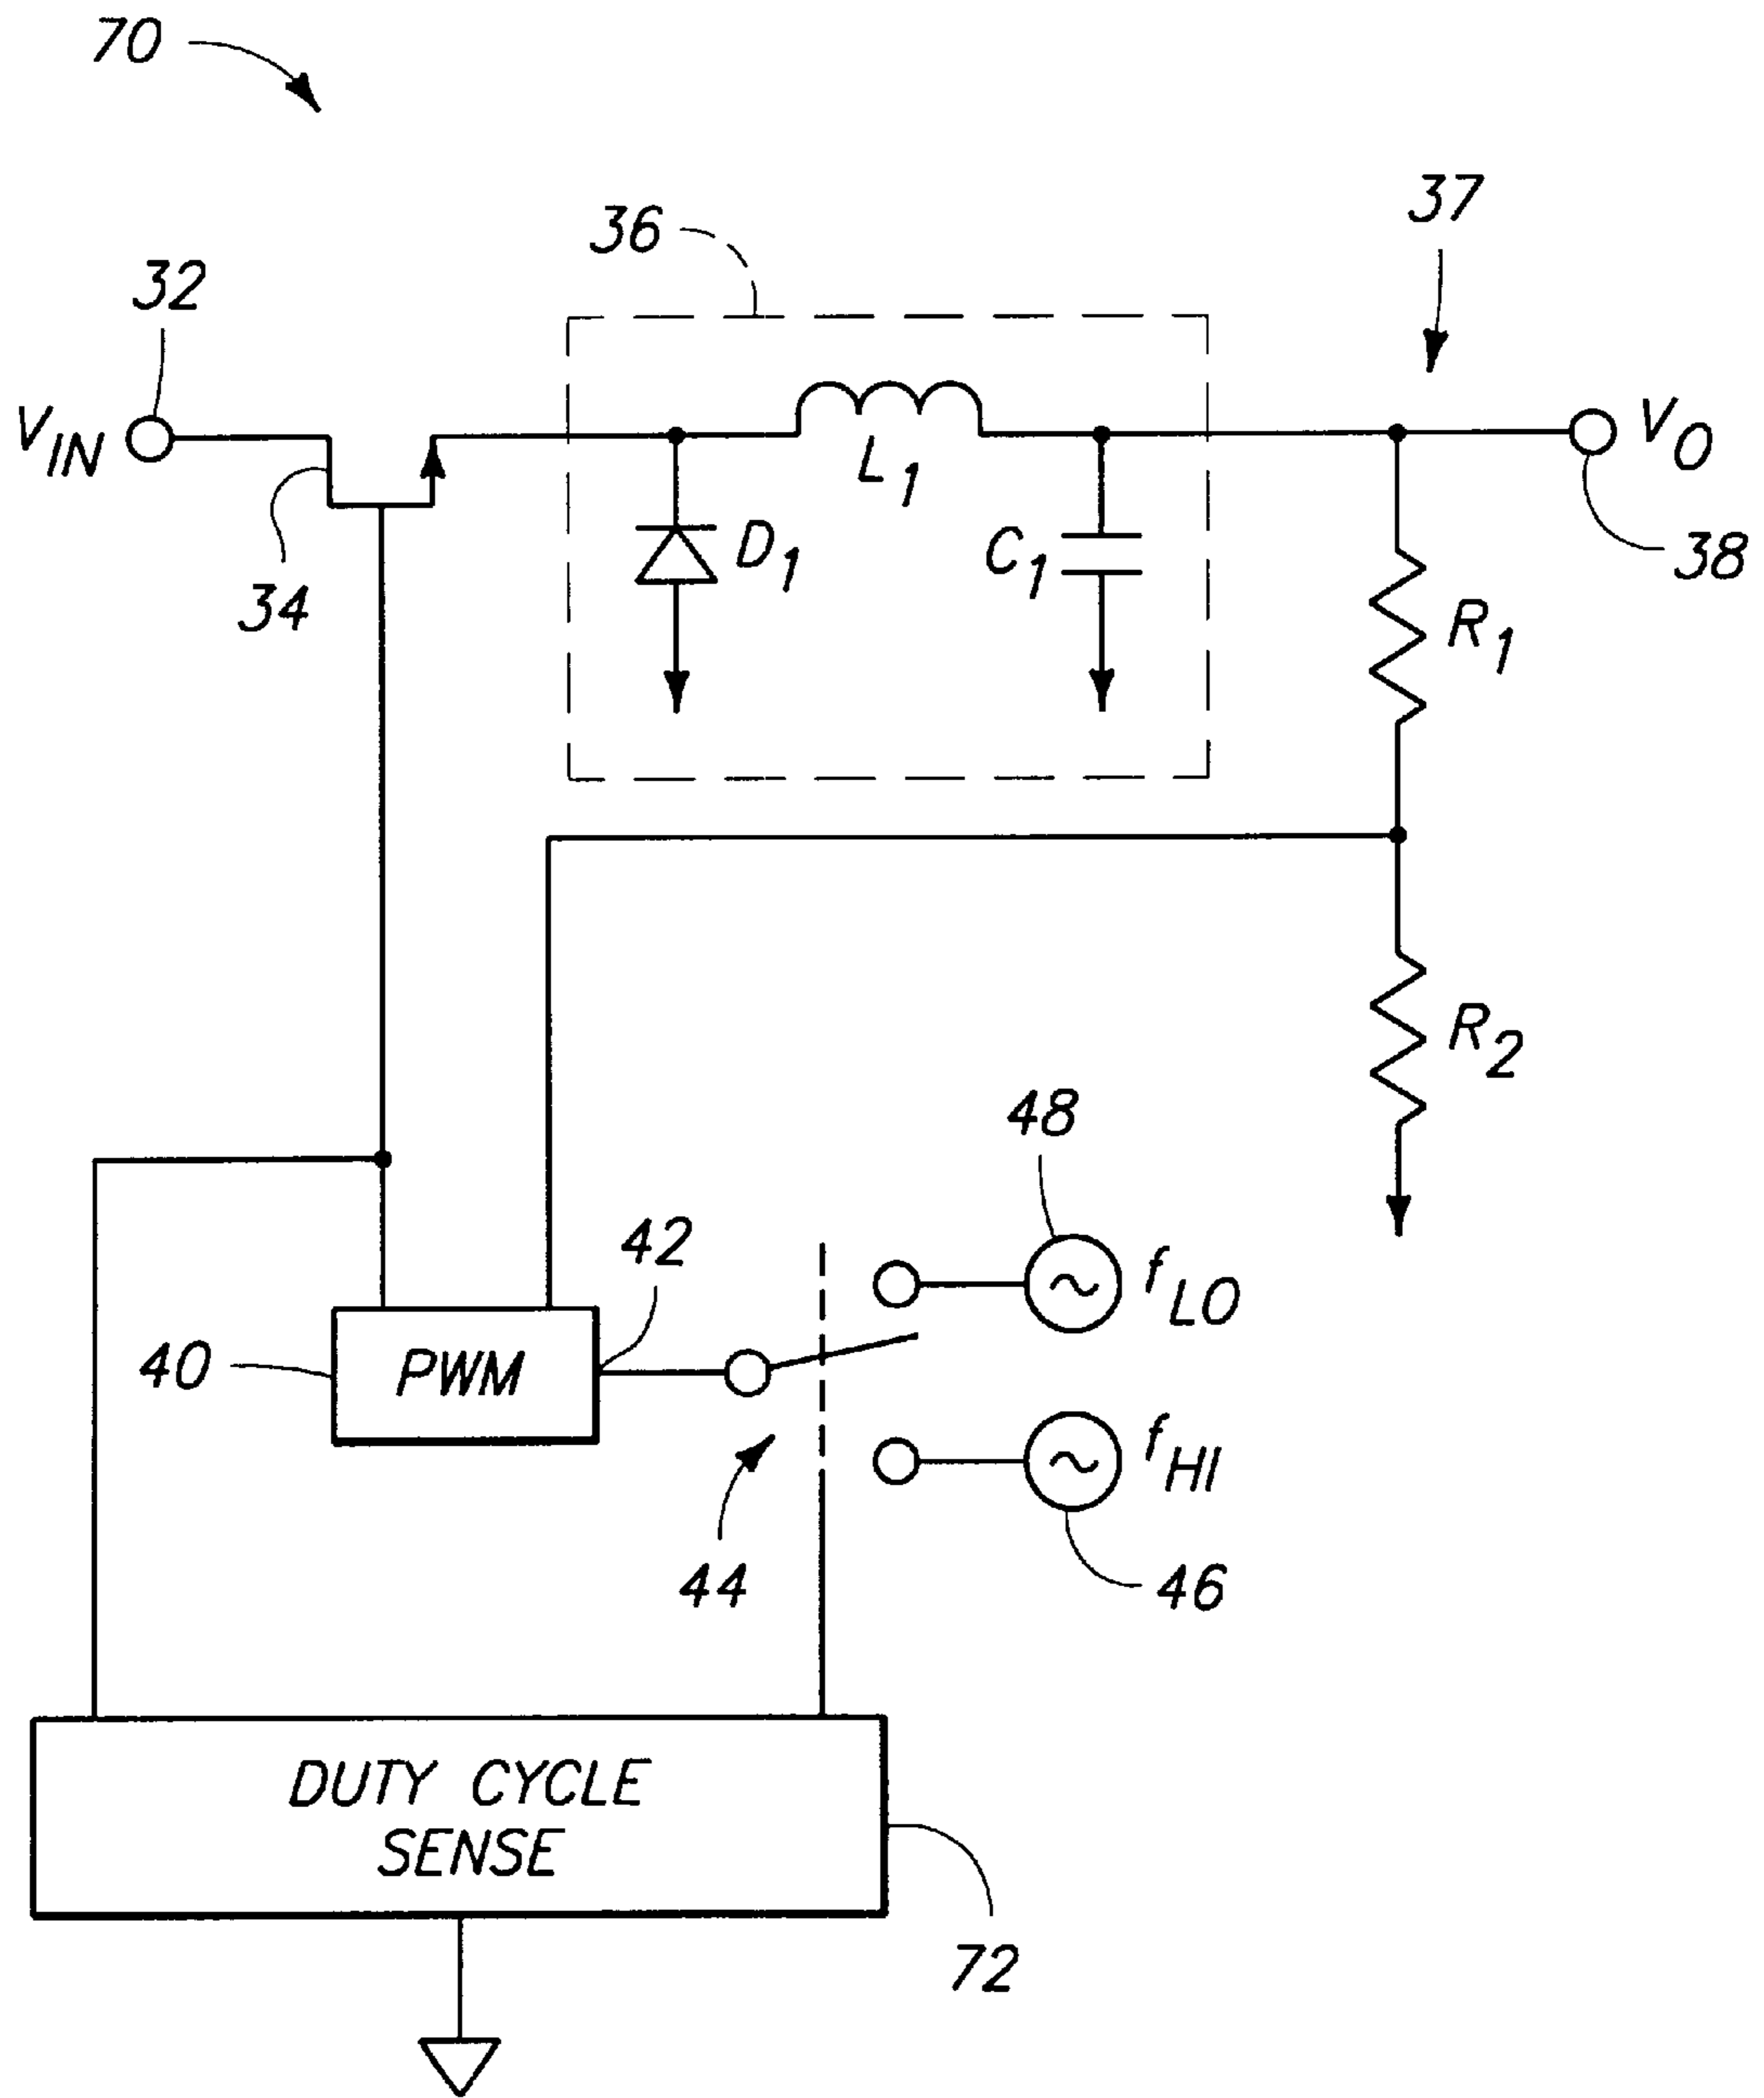 70
37
36
32
V_IN
L_1
V_O
D_1
C_1
38
34
R_1
R_2
48
42
f_LO
40
PWM
f_HI
44
46
DUTY CYCLE
SENSE
72